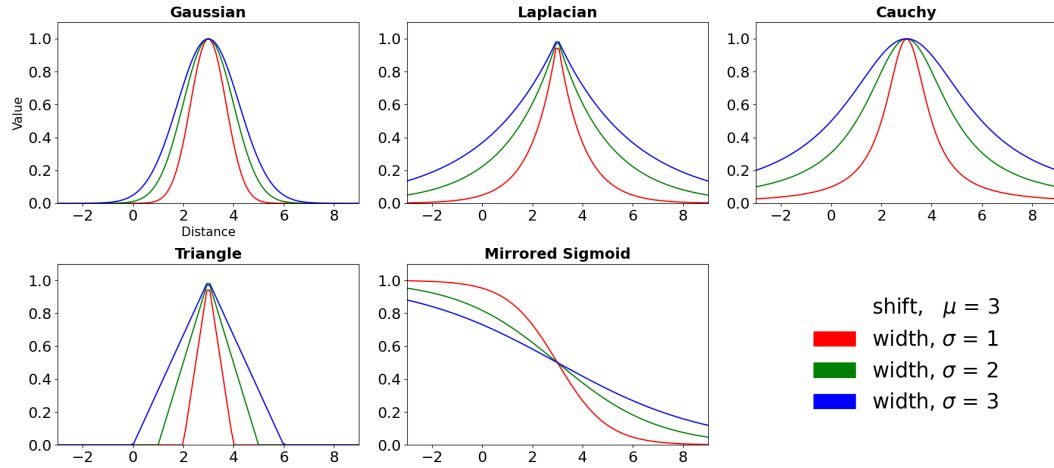 Gaussian
1.0
0.8
0.6
0.4
0.2
0.0
Value
−2 0 2 4 6 8
Distance
Laplacian
1.0
0.8
0.6
0.4
0.2
0.0
−2 0 2 4 6 8
Cauchy
1.0
0.8
0.6
0.4
0.2
0.0
−2 0 2 4 6 8
Triangle
1.0
0.8
0.6
0.4
0.2
0.0
−2 0 2 4 6 8
Mirrored Sigmoid
1.0
0.8
0.6
0.4
0.2
0.0
−2 0 2 4 6 8
shift, μ = 3
width, σ = 1
width, σ = 2
width, σ = 3